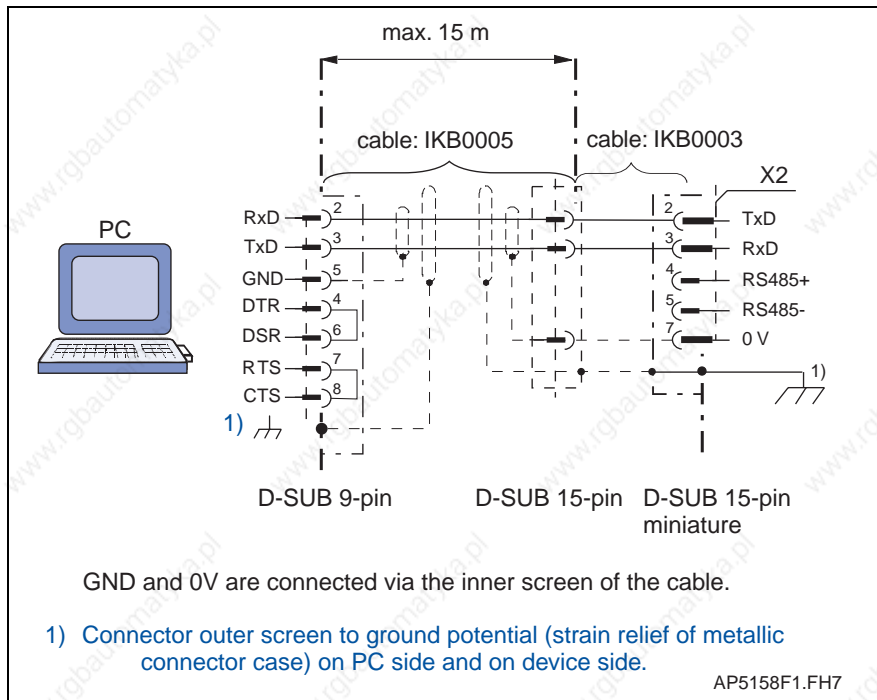 max. 15 m
cable: IKB0005
cable: IKB0003
X2
PC
RxD 2
2 TxD
TxD 3
3 RxD
GND 5
4 RS485+
DTR 4
5 RS485-
DSR 6
7 0 V
RTS 7
CTS 8
1)
1)
D-SUB 9-pin
D-SUB 15-pin
D-SUB 15-pin
miniature
GND and 0V are connected via the inner screen of the cable.
1) Connector outer screen to ground potential (strain relief of metallic
connector case) on PC side and on device side.
AP5158F1.FH7
www.rgbautomatyka.pl